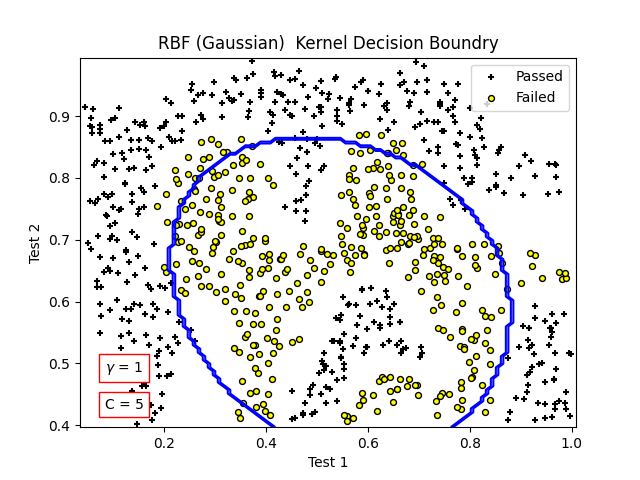 RBF (Gaussian)  Kernel Decision Boundry
Passed
Failed
0.9
0.8
0.7
0.6
0.5
0.4
Test 2
γ = 1
C = 5
0.2
0.4
0.6
0.8
1.0
Test 1